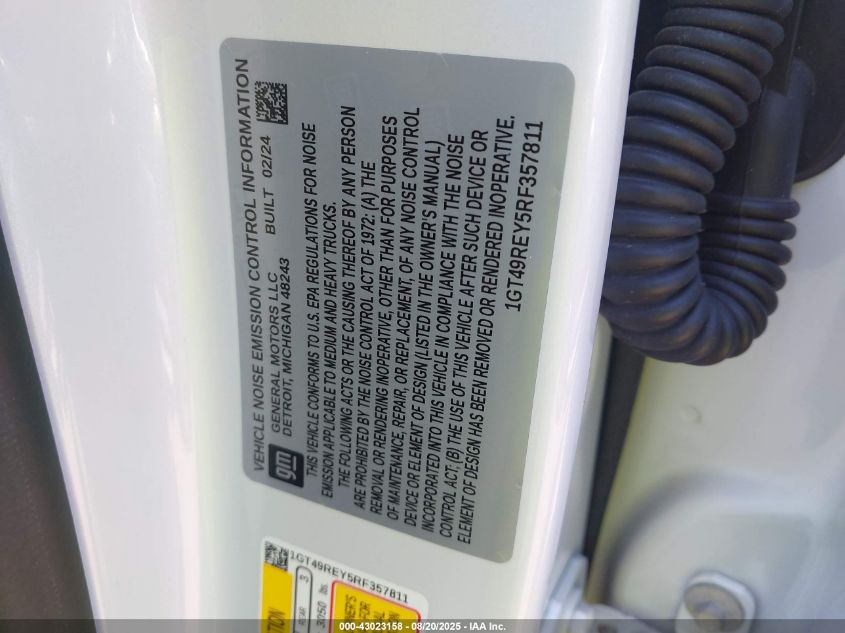 VEHICLE NOISE EMISSION CONTROL INFORMATION
gm
GENERAL MOTORS LLC
DETROIT, MICHIGAN 48243
BUILT 02/24
THIS VEHICLE CONFORMS TO U.S. EPA REGULATIONS FOR NOISE
EMISSION APPLICABLE TO MEDIUM AND HEAVY TRUCKS.
THE FOLLOWING ACTS OR THE CAUSING THEREOF BY ANY PERSON
ARE PROHIBITED BY THE NOISE CONTROL ACT OF 1972: (A) THE
REMOVAL OR RENDERING INOPERATIVE, OTHER THAN FOR PURPOSES
OF MAINTENANCE, REPAIR, OR REPLACEMENT, OF ANY NOISE CONTROL
DEVICE OR ELEMENT OF DESIGN (LISTED IN THE OWNER'S MANUAL)
INCORPORATED INTO THIS VEHICLE IN COMPLIANCE WITH THE NOISE
CONTROL ACT; (B) THE USE OF THIS VEHICLE AFTER SUCH DEVICE OR
ELEMENT OF DESIGN HAS BEEN REMOVED OR RENDERED INOPERATIVE.
1GT49REY5RF357811
1GT49REY5RF357811
REAR 3
3050 lbs
000-43023158 - 08/20/2025 - IAA Inc.